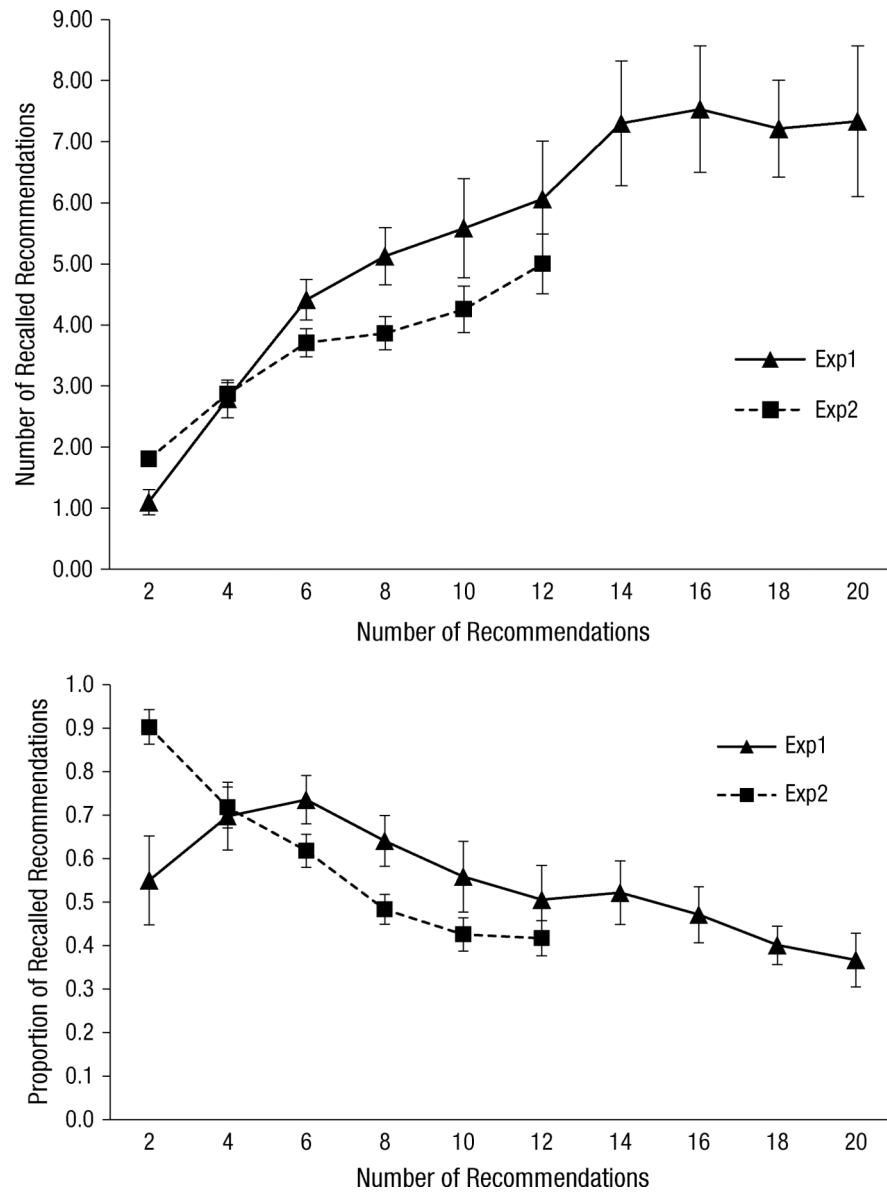 9.00
8.00
7.00
6.00
5.00
4.00
3.00
2.00
1.00
0.00
Number of Recalled Recommendations
Exp1
Exp2
2 4 6 8 10 12 14 16 18 20
Number of Recommendations
1.0
0.9
0.8
0.7
0.6
0.5
0.4
0.3
0.2
0.1
0.0
Proportion of Recalled Recommendations
Exp1
Exp2
2 4 6 8 10 12 14 16 18 20
Number of Recommendations